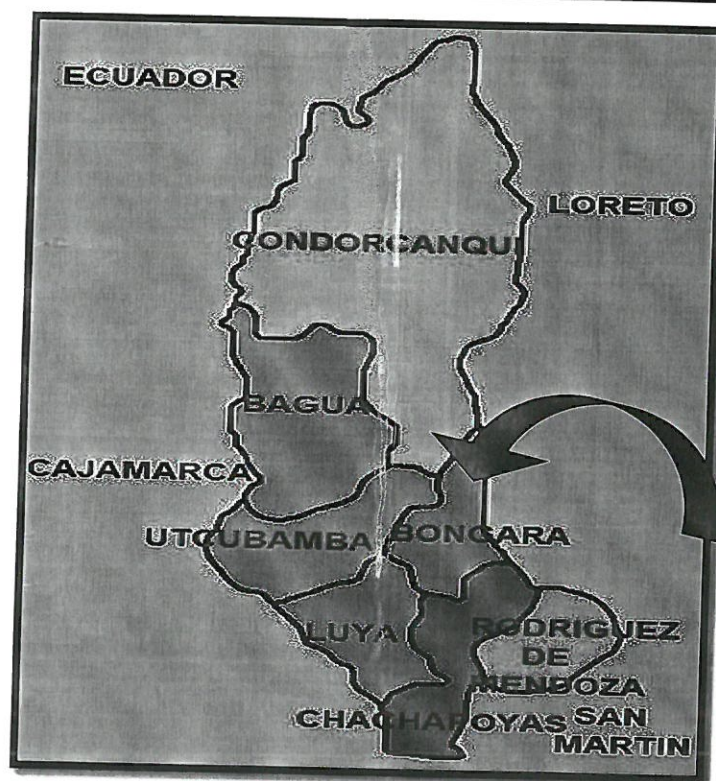 ECUADOR
LORETO
CONDORCANQUI
BAGUA
CAJAMARCA
UTCUBAMBA
BONGARA
LUYA
RODRIGUEZ
DE
MENDOZA
CHACHAPOYAS
SAN
MARTIN